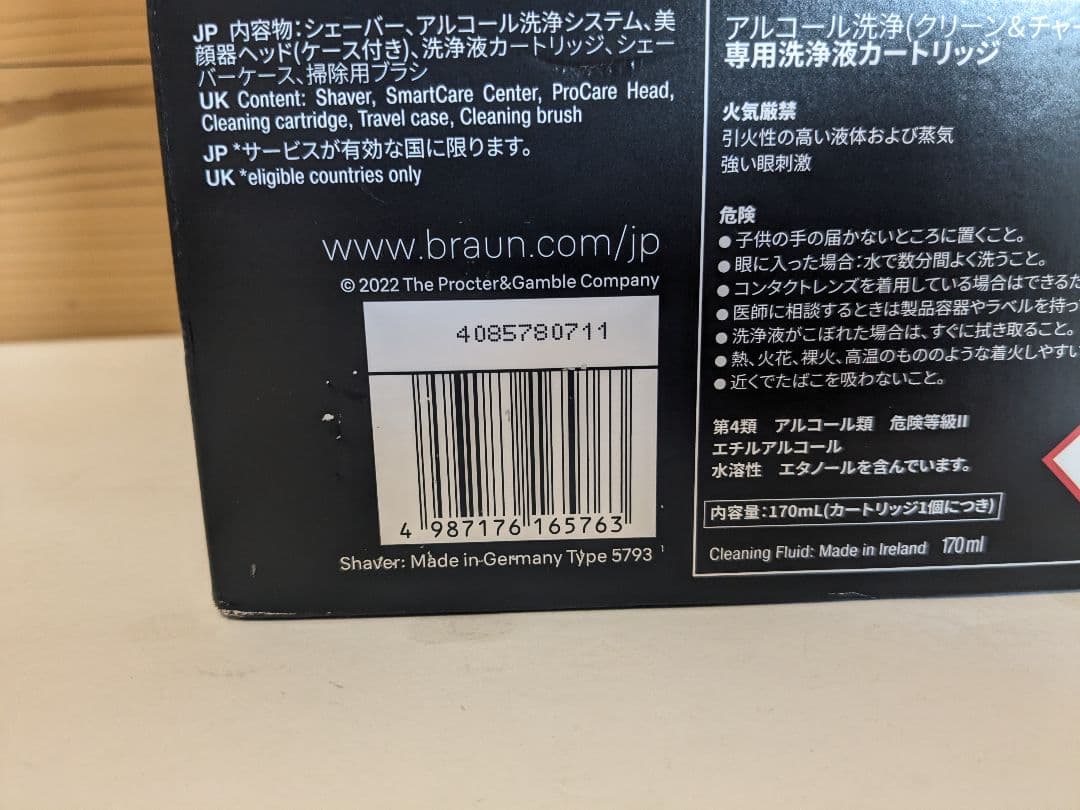 JP 内容物：シェーバー、アルコール洗浄システム、美
顔器ヘッド(ケース付き)、洗浄液カートリッジ、シェー
バーケース、掃除用ブラシ
UK Content: Shaver, SmartCare Center, ProCare Head,
Cleaning cartridge, Travel case, Cleaning brush
JP *サービスが有効な国に限ります。
UK *eligible countries only
www.braun.com/jp
© 2022 The Procter&Gamble Company
4085780711
4 987176 165763
Shaver: Made in Germany Type 5793
アルコール洗浄(クリーン&チャー
専用洗浄液カートリッジ
火気厳禁
引火性の高い液体および蒸気
強い眼刺激
危険
●子供の手の届かないところに置くこと。
●眼に入った場合：水で数分間よく洗うこと。
●コンタクトレンズを着用している場合はできるだ
●医師に相談するときは製品容器やラベルを持っ
●洗浄液がこぼれた場合は、すぐに拭き取ること。
●熱、火花、裸火、高温のもののような着火しやすい
●近くでたばこを吸わないこと。
第4類 アルコール類 危険等級II
エチルアルコール
水溶性 エタノールを含んでいます。
内容量：170mL(カートリッジ1個につき)
Cleaning Fluid: Made in Ireland 170ml